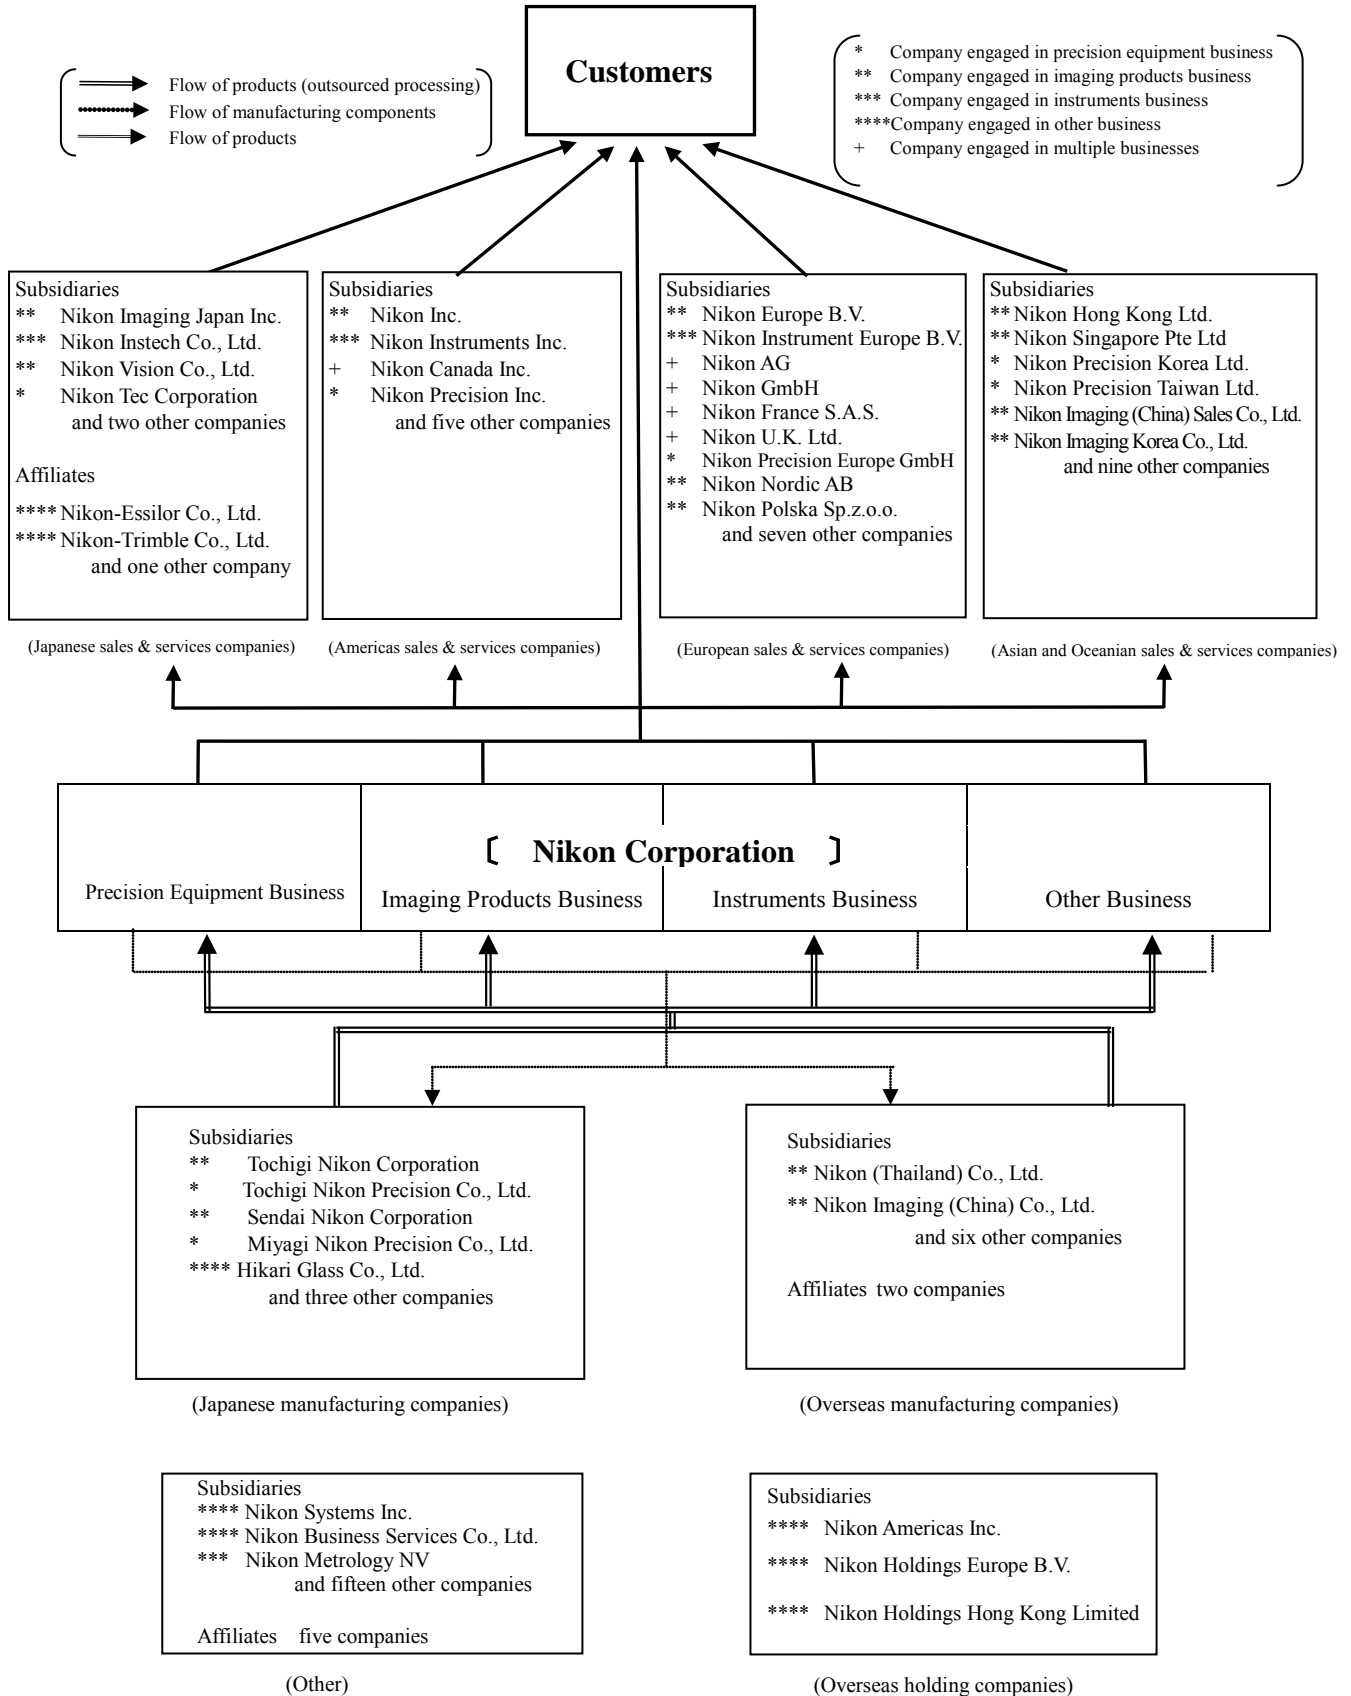 Customers
Flow of products (outsourced processing)
Flow of manufacturing components
Flow of products
* Company engaged in precision equipment business
** Company engaged in imaging products business
*** Company engaged in instruments business
****Company engaged in other business
+ Company engaged in multiple businesses
Subsidiaries
** Nikon Imaging Japan Inc.
*** Nikon Instech Co., Ltd.
** Nikon Vision Co., Ltd.
* Nikon Tec Corporation
and two other companies
Affiliates
**** Nikon-Essilor Co., Ltd.
**** Nikon-Trimble Co., Ltd.
and one other company
(Japanese sales & services companies)
Subsidiaries
** Nikon Inc.
*** Nikon Instruments Inc.
+ Nikon Canada Inc.
* Nikon Precision Inc.
and five other companies
(Americas sales & services companies)
Subsidiaries
** Nikon Europe B.V.
*** Nikon Instrument Europe B.V.
+ Nikon AG
+ Nikon GmbH
+ Nikon France S.A.S.
+ Nikon U.K. Ltd.
* Nikon Precision Europe GmbH
** Nikon Nordic AB
** Nikon Polska Sp.z.o.o.
and seven other companies
(European sales & services companies)
Subsidiaries
** Nikon Hong Kong Ltd.
** Nikon Singapore Pte Ltd
* Nikon Precision Korea Ltd.
* Nikon Precision Taiwan Ltd.
** Nikon Imaging (China) Sales Co., Ltd.
** Nikon Imaging Korea Co., Ltd.
and nine other companies
(Asian and Oceanian sales & services companies)
〔 Nikon Corporation 〕
Precision Equipment Business
Imaging Products Business
Instruments Business
Other Business
Subsidiaries
** Tochigi Nikon Corporation
* Tochigi Nikon Precision Co., Ltd.
** Sendai Nikon Corporation
* Miyagi Nikon Precision Co., Ltd.
**** Hikari Glass Co., Ltd.
and three other companies
(Japanese manufacturing companies)
Subsidiaries
** Nikon (Thailand) Co., Ltd.
** Nikon Imaging (China) Co., Ltd.
and six other companies
Affiliates two companies
(Overseas manufacturing companies)
Subsidiaries
**** Nikon Systems Inc.
**** Nikon Business Services Co., Ltd.
*** Nikon Metrology NV
and fifteen other companies
Affiliates five companies
(Other)
Subsidiaries
**** Nikon Americas Inc.
**** Nikon Holdings Europe B.V.
**** Nikon Holdings Hong Kong Limited
(Overseas holding companies)